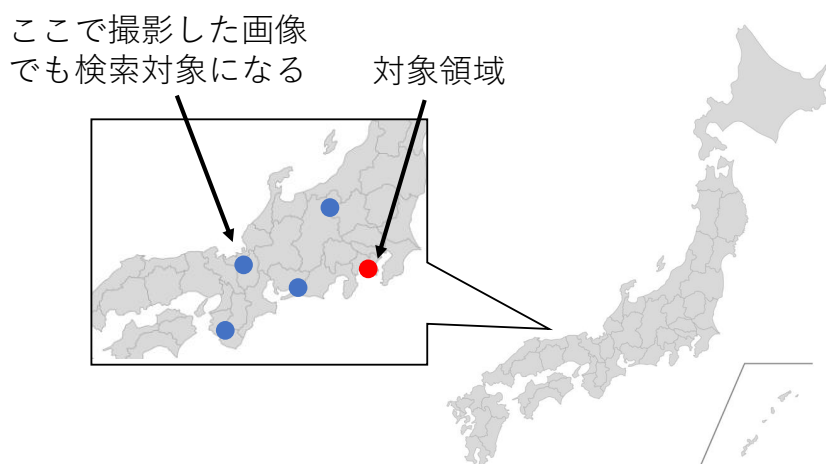 ここで撮影した画像
でも検索対象になる
対象領域